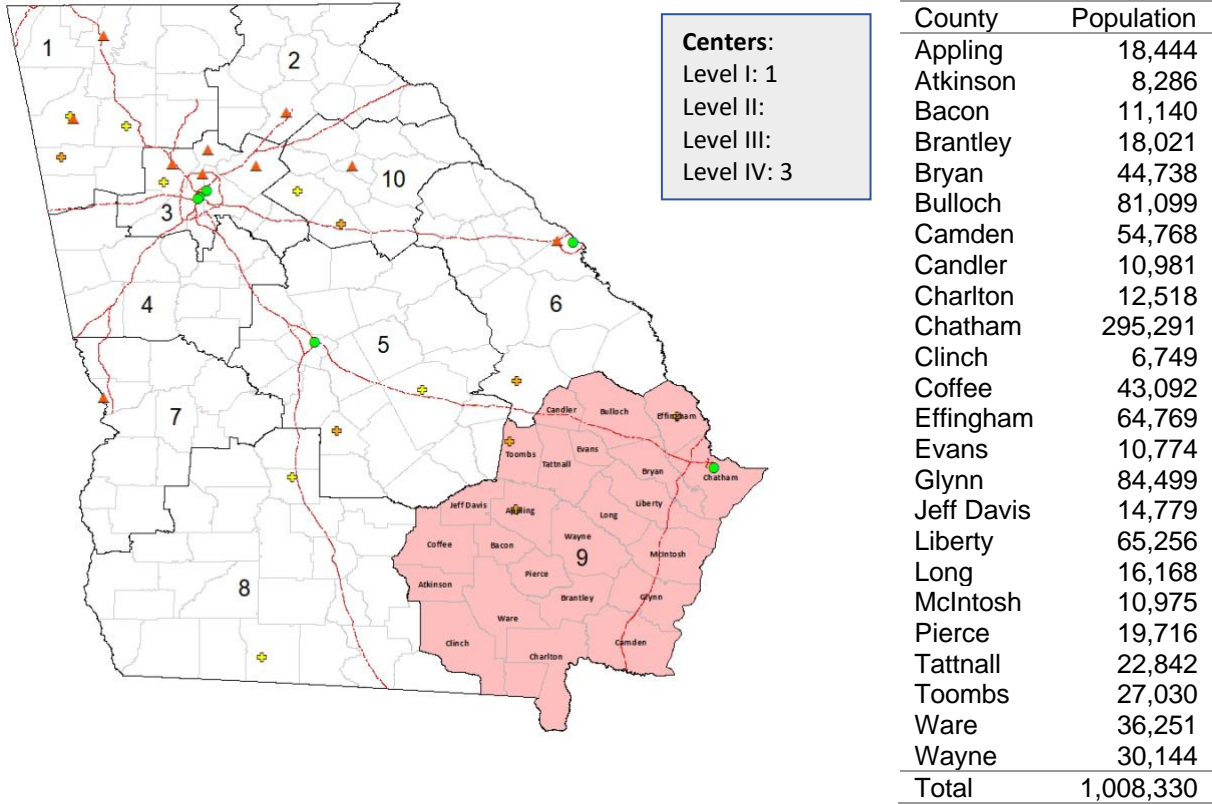 1
2
3
10
4
5
6
7
8
9
Candler
Bulloch
Effingham
Toombs
Evans
Tattnall
Bryan
Chatham
Jeff Davis
Appling
Long
Liberty
Coffee
Bacon
Wayne
McIntosh
Atkinson
Pierce
Brantley
Glynn
Ware
Clinch
Charlton
Camden
Centers:
Level I: 1
Level II:
Level III:
Level IV: 3
County Population
Appling 18,444
Atkinson 8,286
Bacon 11,140
Brantley 18,021
Bryan 44,738
Bulloch 81,099
Camden 54,768
Candler 10,981
Charlton 12,518
Chatham 295,291
Clinch 6,749
Coffee 43,092
Effingham 64,769
Evans 10,774
Glynn 84,499
Jeff Davis 14,779
Liberty 65,256
Long 16,168
McIntosh 10,975
Pierce 19,716
Tattnall 22,842
Toombs 27,030
Ware 36,251
Wayne 30,144
Total 1,008,330